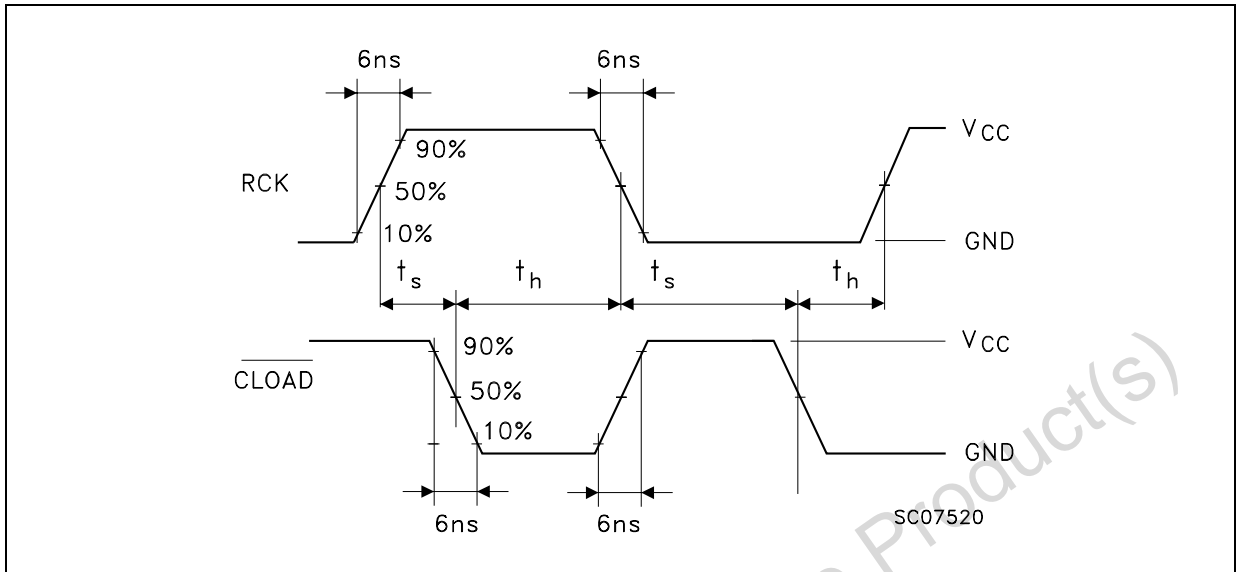 6ns 6ns
VCC
90%
RCK 50%
10%
GND
ts th ts th
VCC
90%
CLOAD
50%
10%
GND
6ns 6ns
SC07520
Product(s)